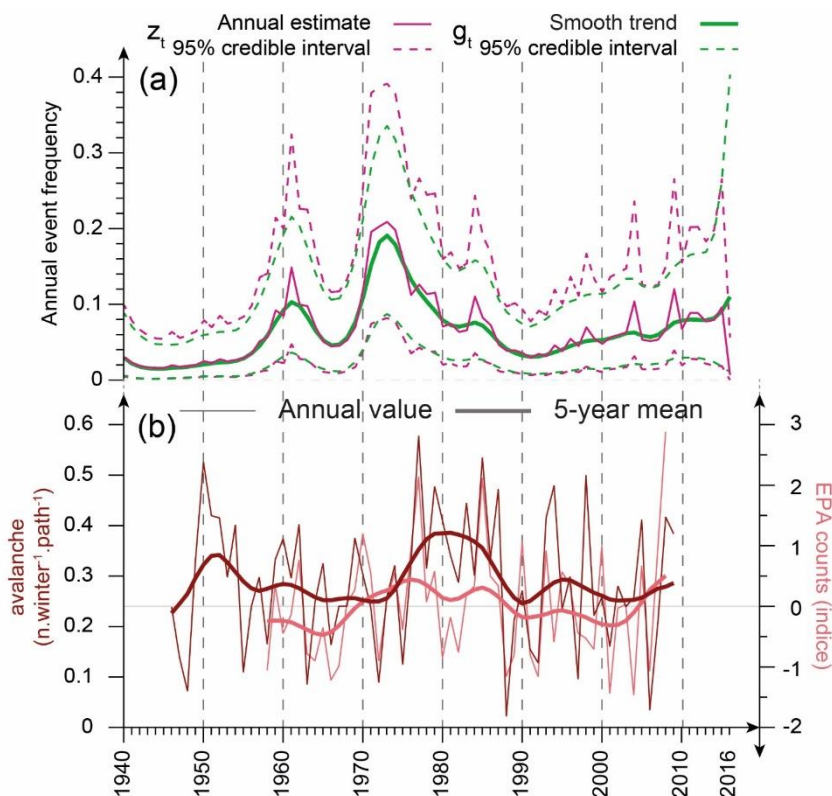 Annual estimate Smooth trend
z_t 95% credible interval g_t 95% credible interval
(a)
Annual event frequency
0.4
0.3
0.2
0.1
0
(b)
Annual value 5-year mean
avalanche
(n.winter⁻¹.path⁻¹)
0.6
0.5
0.4
0.3
0.2
0.1
0
3
2
1
0
-1
-2
EPA counts (indice)
1940 1950 1960 1970 1980 1990 2000 2010 2016